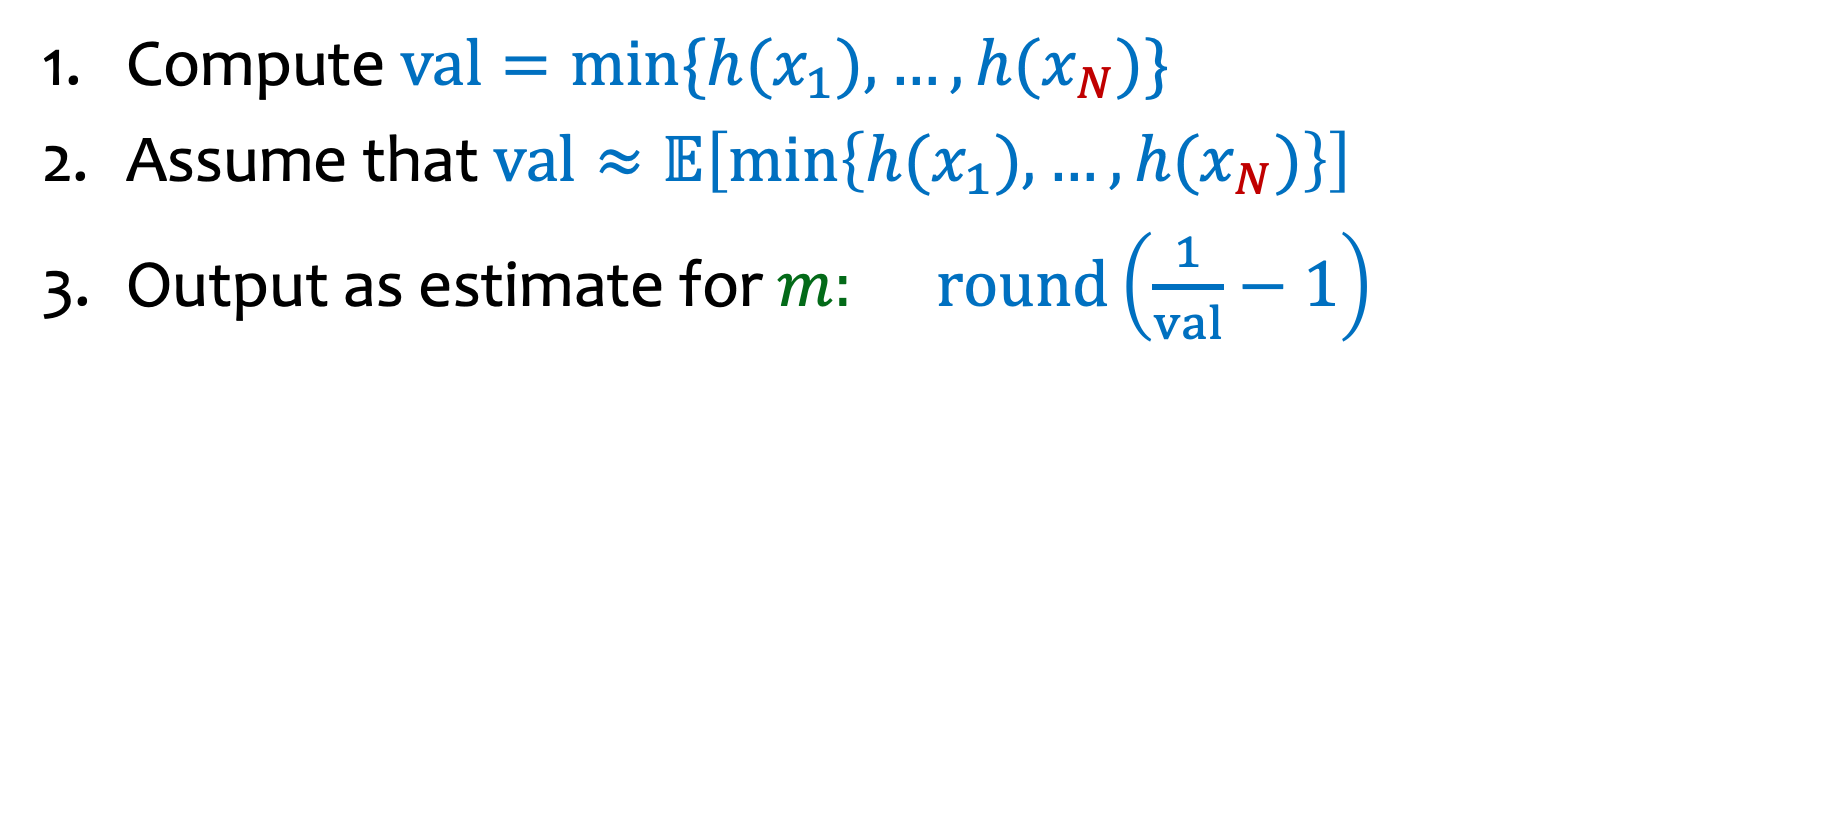 1. Compute val = min{h(x₁), … , h(x_N)}
2. Assume that val ≈ 𝔼[min{h(x₁), … , h(x_N)}]
3. Output as estimate for m: round(1/val − 1)